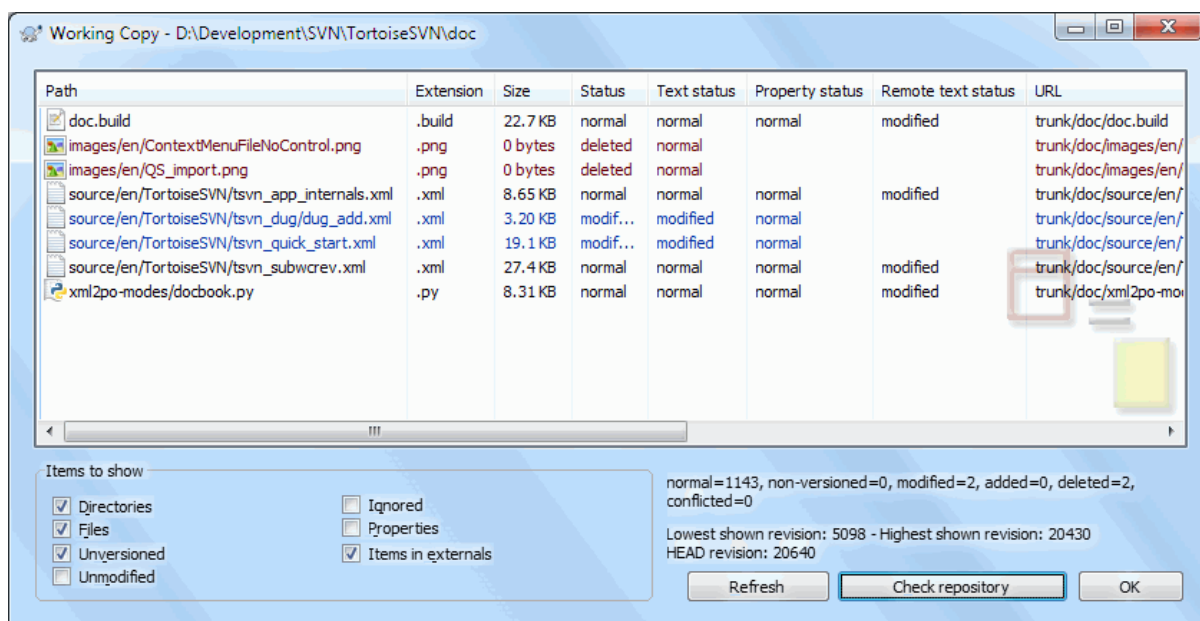 Working Copy - D:\Development\SVN\TortoiseSVN\doc
Path Extension Size Status Text status Property status Remote text status URL
doc.build .build 22.7 KB normal normal normal modified trunk/doc/doc.build
images/en/ContextMenuFileNoControl.png .png 0 bytes deleted normal trunk/doc/images/en/
images/en/QS_import.png .png 0 bytes deleted normal trunk/doc/images/en/
source/en/TortoiseSVN/tsvn_app_internals.xml .xml 8.65 KB normal normal normal modified trunk/doc/source/en/
source/en/TortoiseSVN/tsvn_dug/dug_add.xml .xml 3.20 KB modif... modified normal trunk/doc/source/en/
source/en/TortoiseSVN/tsvn_quick_start.xml .xml 19.1 KB modif... modified normal trunk/doc/source/en/
source/en/TortoiseSVN/tsvn_subwcrev.xml .xml 27.4 KB normal normal normal modified trunk/doc/source/en/
xml2po-modes/docbook.py .py 8.31 KB normal normal normal modified trunk/doc/xml2po-mo
Items to show
Directories
Files
Unversioned
Unmodified
Ignored
Properties
Items in externals
normal=1143, non-versioned=0, modified=2, added=0, deleted=2,
conflicted=0
Lowest shown revision: 5098 - Highest shown revision: 20430
HEAD revision: 20640
Refresh Check repository OK